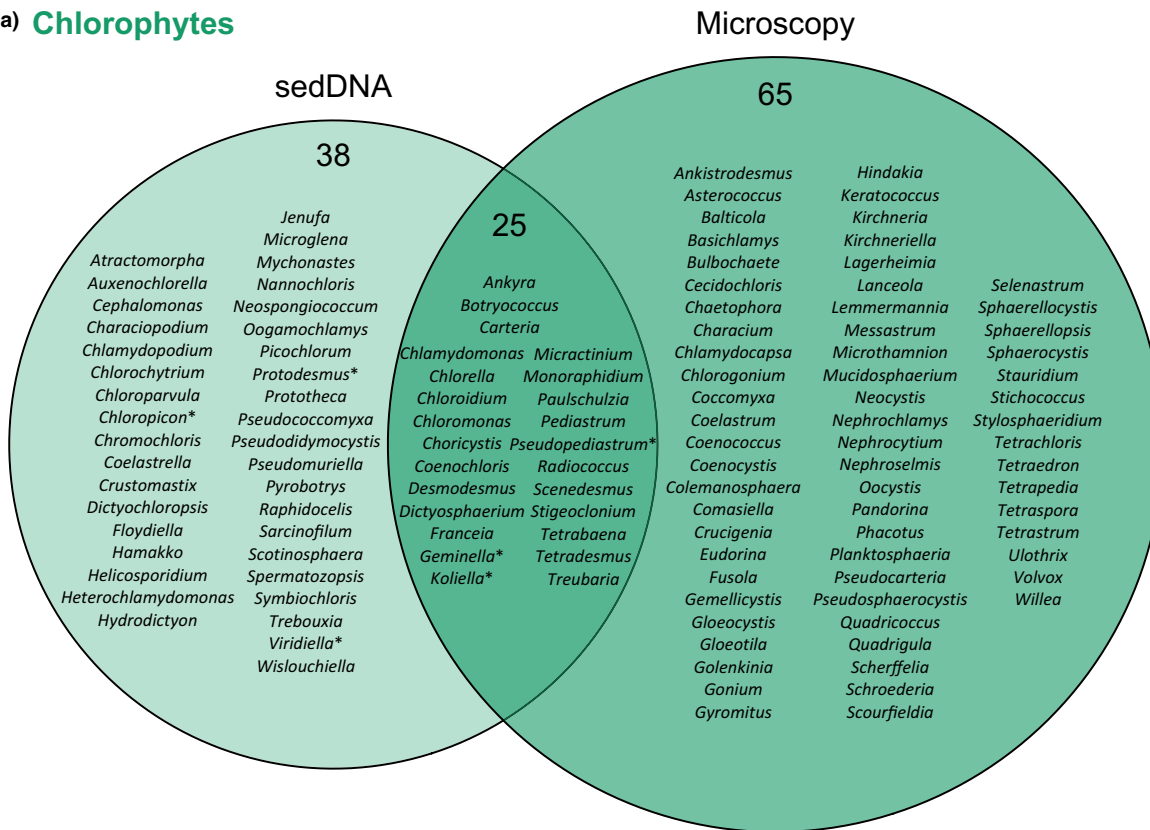 a) Chlorophytes
Microscopy
sedDNA
65
38
25
Atractomorpha
Auxenochlorella
Cephalomonas
Characiopodium
Chlamydopodium
Chlorochytrium
Chloroparvula
Chloropicon*
Chromochloris
Coelastrella
Crustomastix
Dictyochloropsis
Floydiella
Hamakko
Helicosporidium
Heterochlamydomonas
Hydrodictyon
Jenufa
Microglena
Mychonastes
Nannochloris
Neospongiococcum
Oogamochlamys
Picochlorum
Protodesmus*
Prototheca
Pseudococcomyxa
Pseudodidymocystis
Pseudomuriella
Pyrobotrys
Raphidocelis
Sarcinofilum
Scotinosphaera
Spermatozopsis
Symbiochloris
Trebouxia
Viridiella*
Wislouchiella
Ankyra
Botryococcus
Carteria
Chlamydomonas
Chlorella
Chloroidium
Chloromonas
Choricystis
Coenochloris
Desmodesmus
Dictyosphaerium
Franceia
Geminella*
Koliella*
Micractinium
Monoraphidium
Paulschulzia
Pediastrum
Pseudopediastrum*
Radiococcus
Scenedesmus
Stigeoclonium
Tetrabaena
Tetradesmus
Treubaria
Ankistrodesmus
Asterococcus
Balticola
Basichlamys
Bulbochaete
Cecidochloris
Chaetophora
Characium
Chlamydocapsa
Chlorogonium
Coccomyxa
Coelastrum
Coenococcus
Coenocystis
Colemanosphaera
Comasiella
Crucigenia
Eudorina
Fusola
Gemellicystis
Gloeocystis
Gloeotila
Golenkinia
Gonium
Gyromitus
Hindakia
Keratococcus
Kirchneria
Kirchneriella
Lagerheimia
Lanceola
Lemmermannia
Messastrum
Microthamnion
Mucidosphaerium
Neocystis
Nephrochlamys
Nephrocytium
Nephroselmis
Oocystis
Pandorina
Phacotus
Planktosphaeria
Pseudocarteria
Pseudosphaerocystis
Quadricoccus
Quadrigula
Scherffelia
Schroederia
Scourfieldia
Selenastrum
Sphaerellocystis
Sphaerellopsis
Sphaerocystis
Stauridium
Stichococcus
Stylosphaeridium
Tetrachloris
Tetraedron
Tetrapedia
Tetraspora
Tetrastrum
Ulothrix
Volvox
Willea